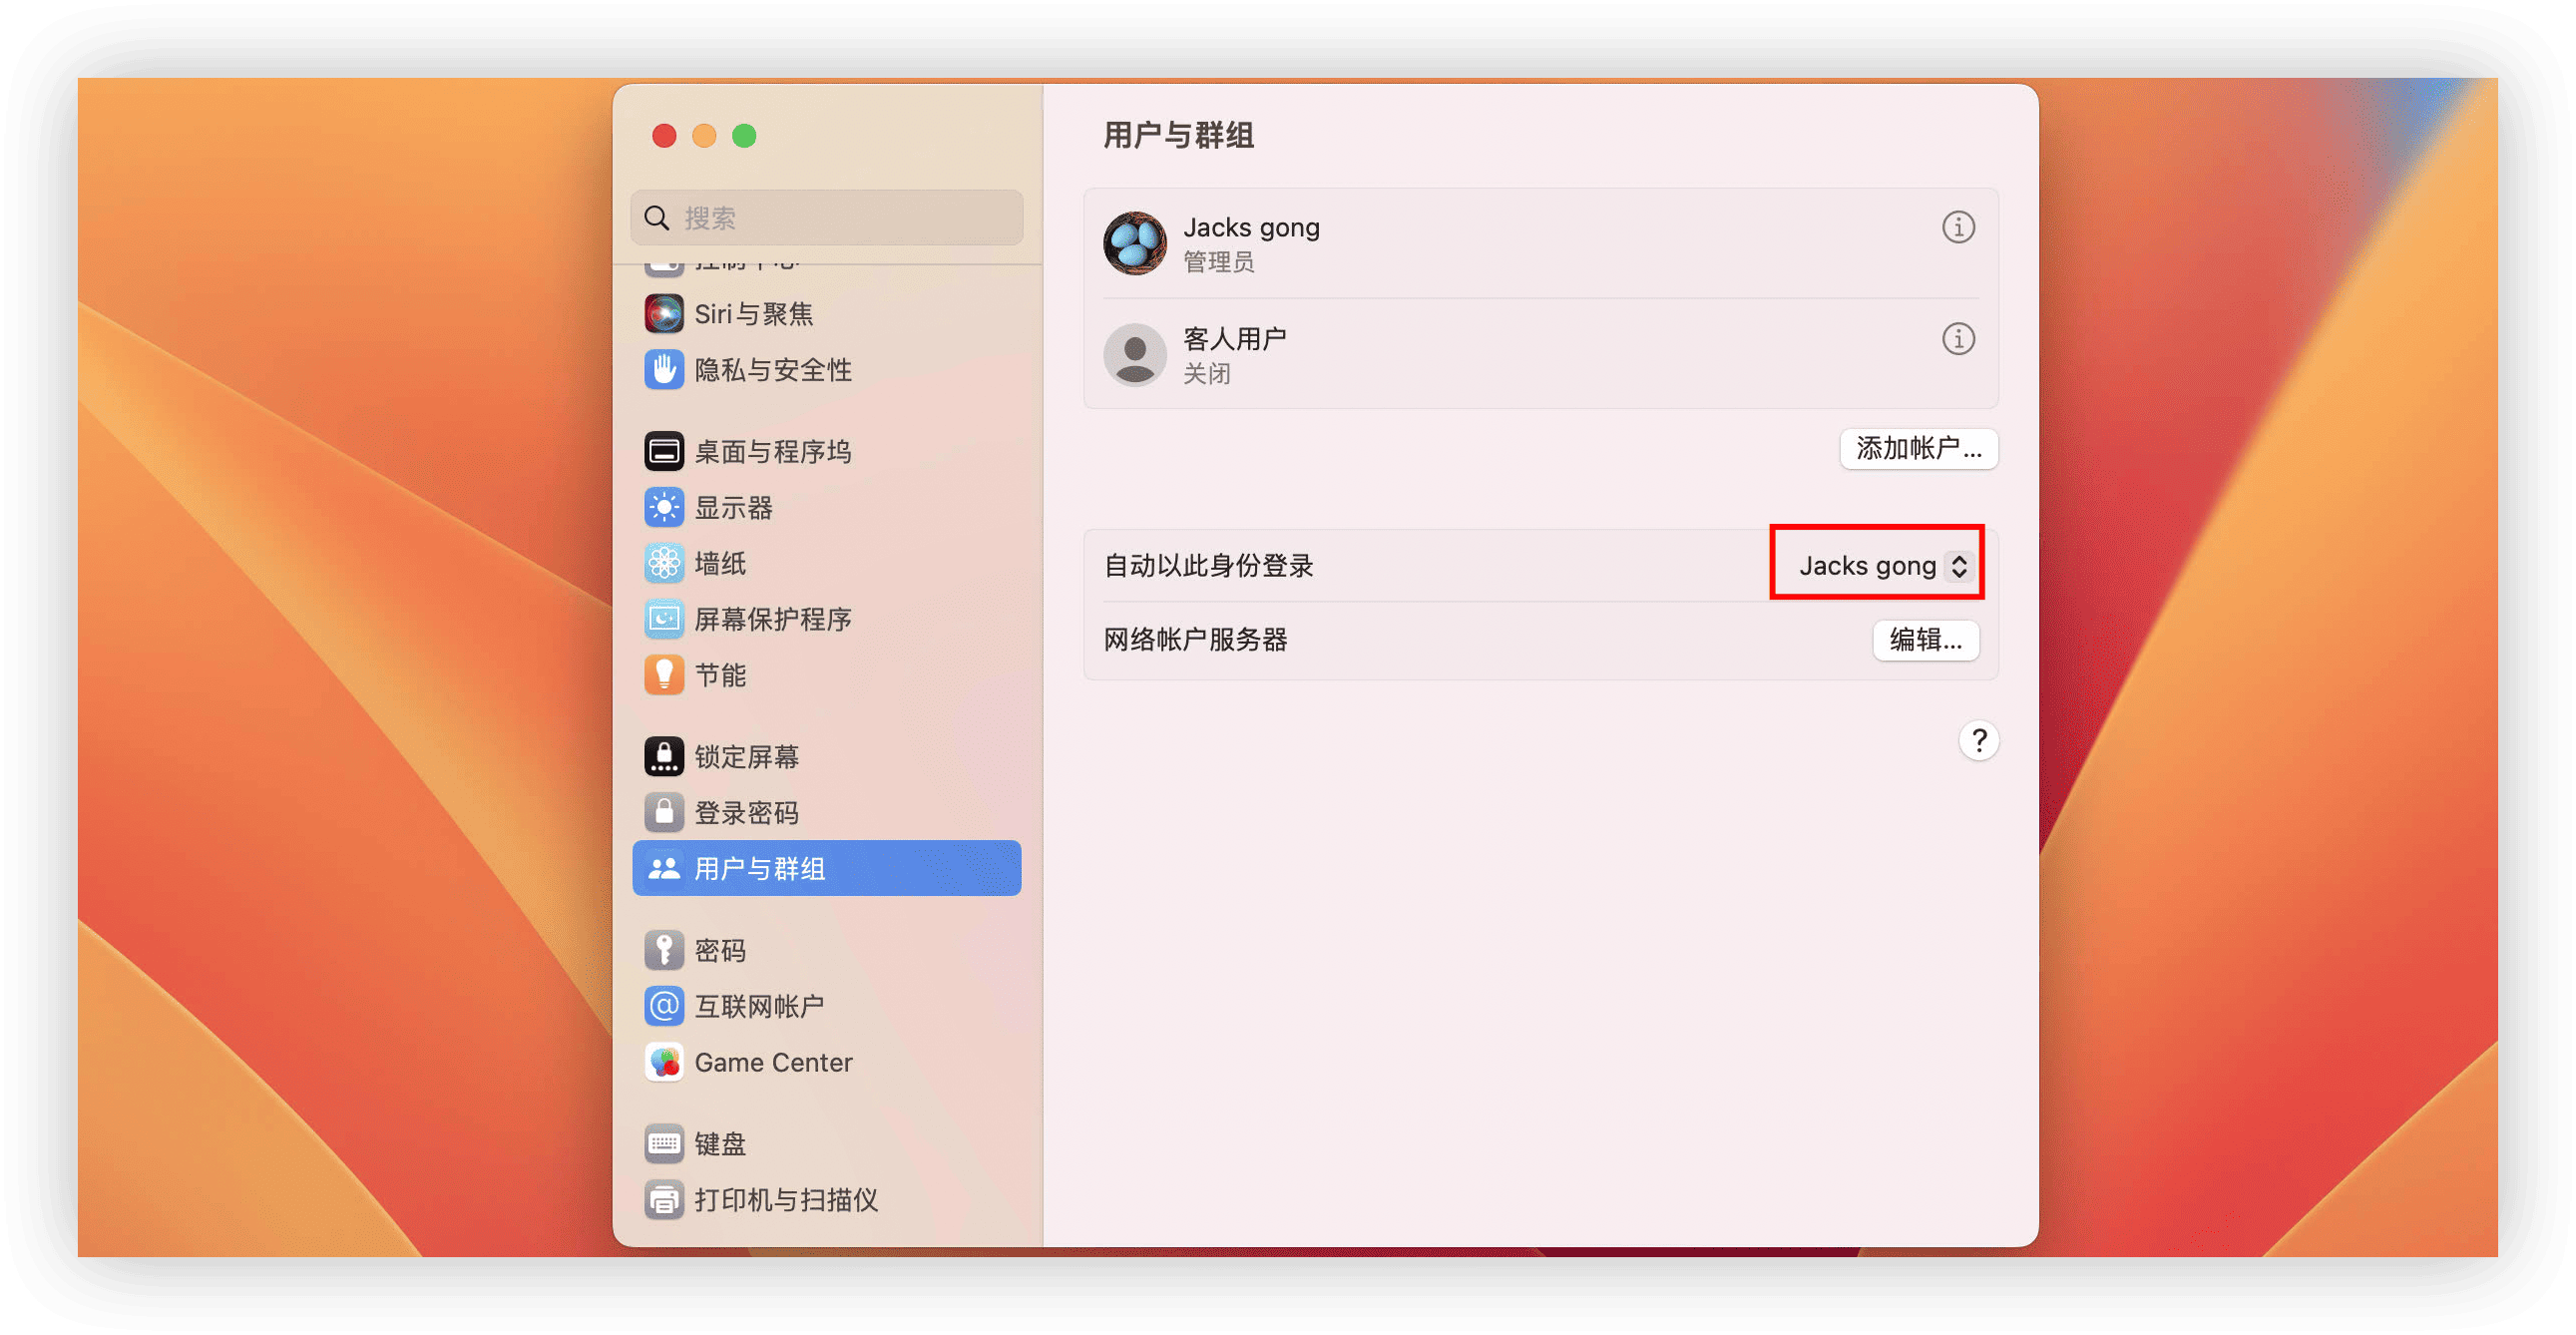 用户与群组
搜索
Siri与聚焦
隐私与安全性
桌面与程序坞
显示器
墙纸
屏幕保护程序
节能
锁定屏幕
登录密码
用户与群组
密码
互联网帐户
Game Center
键盘
打印机与扫描仪
Jacks gong
管理员
客人用户
关闭
添加帐户...
自动以此身份登录 Jacks gong
网络帐户服务器 编辑...
?